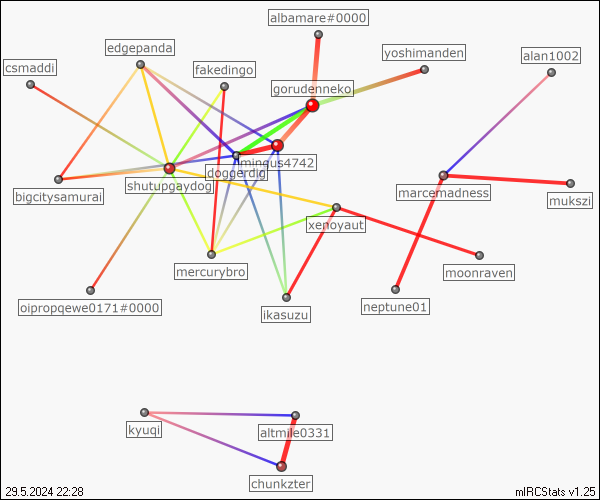 albamare#0000
edgepanda
yoshimanden
alan1002
csmaddi
fakedingo
gorudenneko
mingus4742
doggerdjg
bigcitysamurai
shutupgaydog
marcemadness
mukszi
xenoyaut
mercurybro
moonraven
oipropqewe0171#0000
ikasuzu
neptune01
kyuqi
altmile0331
chunkzter
29.5.2024 22:28
mIRCStats v1.25